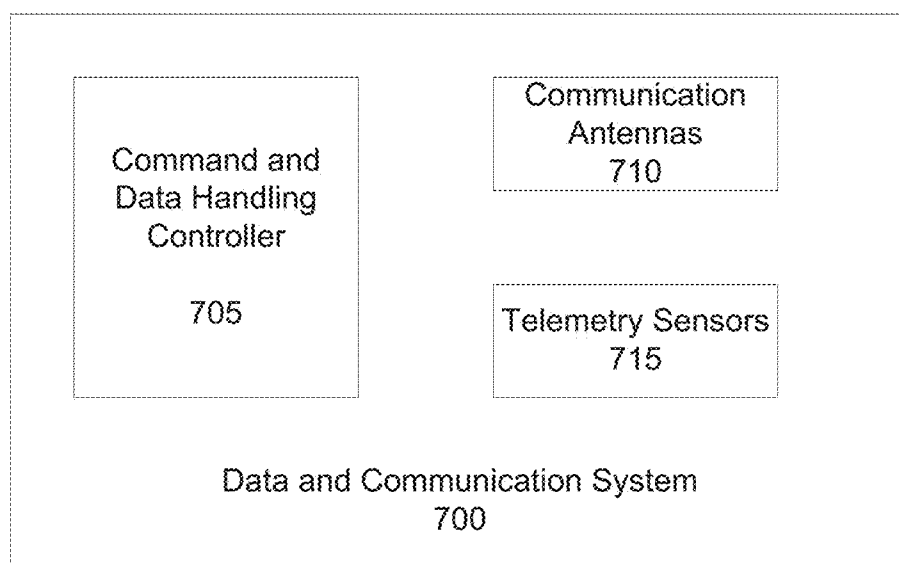 Command and
Data Handling
Controller
705
Communication
Antennas
710
Telemetry Sensors
715
Data and Communication System
700